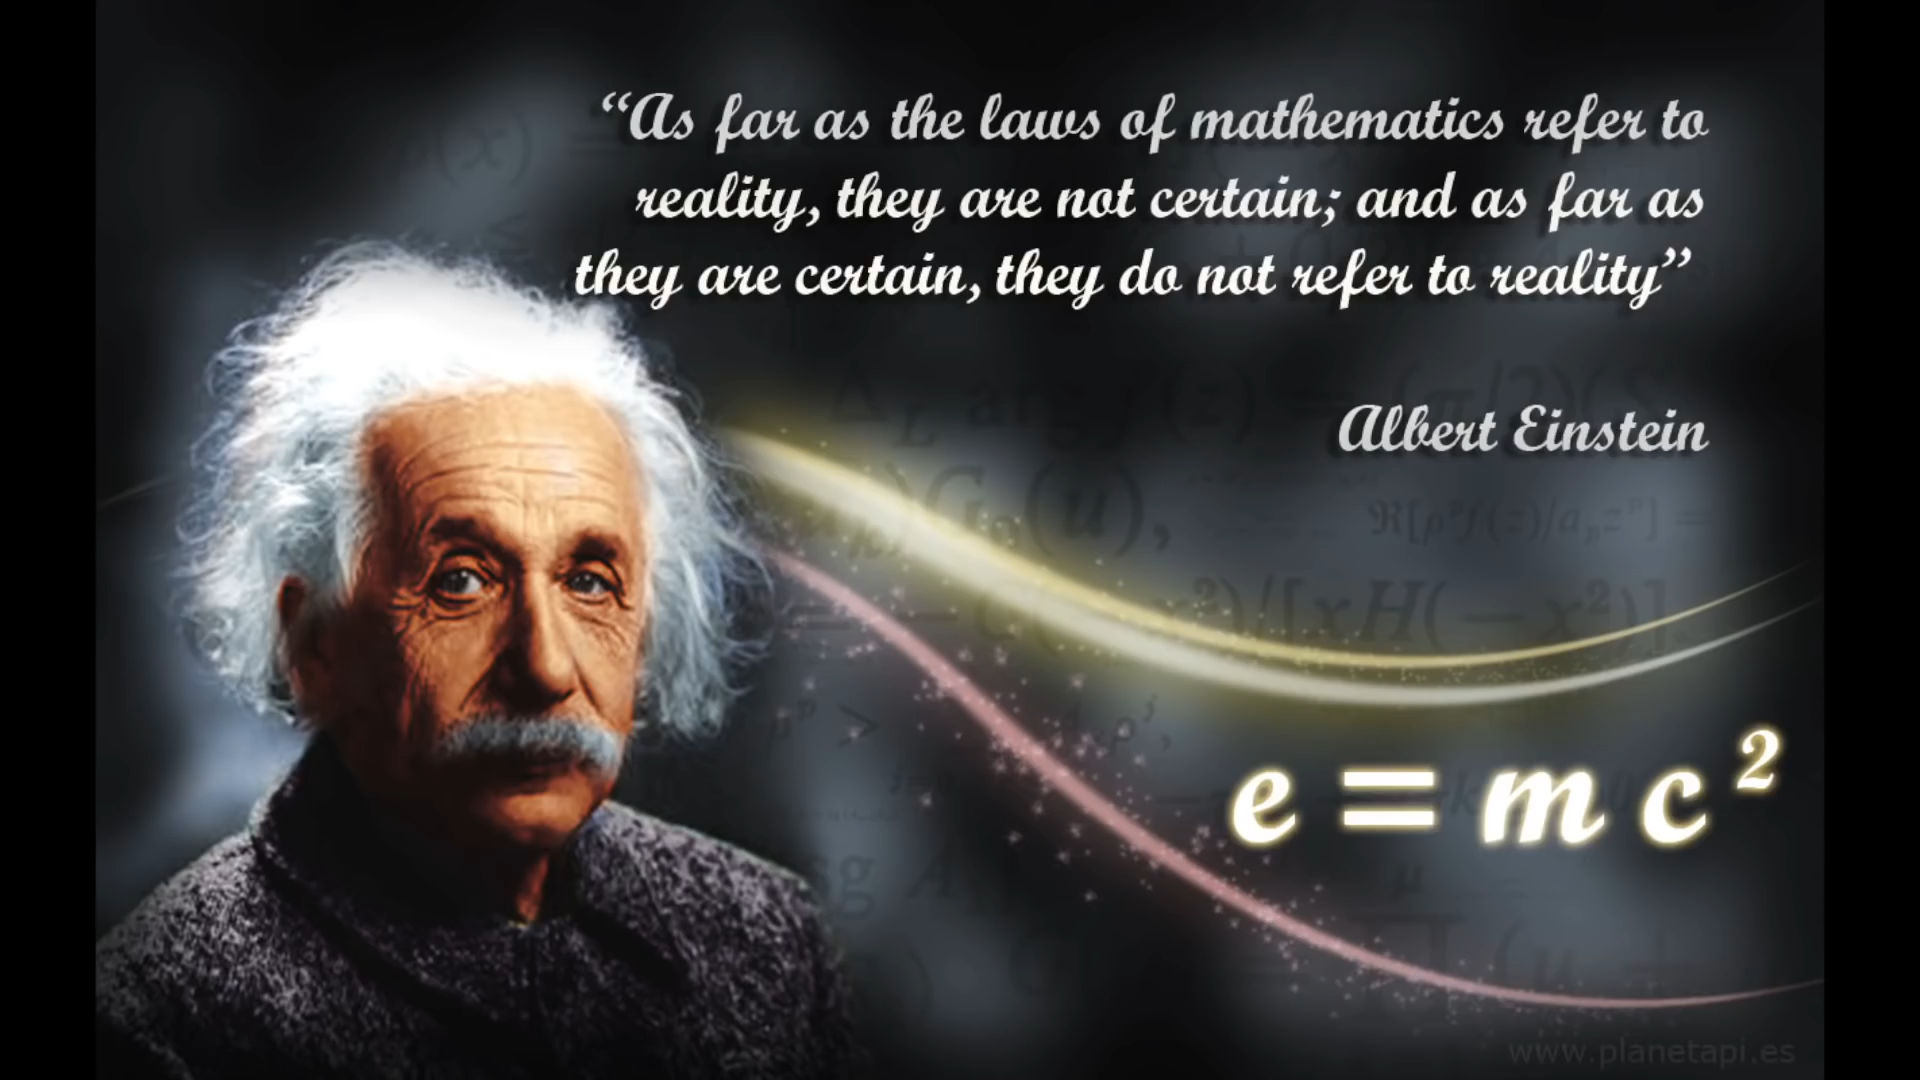 “As far as the laws of mathematics refer to
reality, they are not certain; and as far as
they are certain, they do not refer to reality”
Albert Einstein
e = m c²
www.planetapi.es